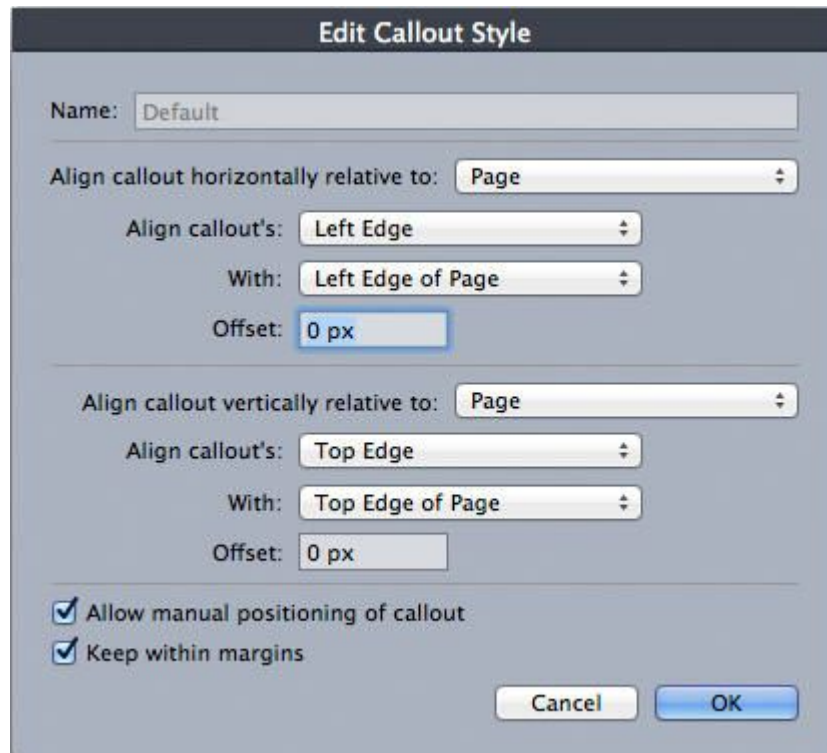 Edit Callout Style
Name: Default
Align callout horizontally relative to: Page
Align callout's: Left Edge
With: Left Edge of Page
Offset: 0 px
Align callout vertically relative to: Page
Align callout's: Top Edge
With: Top Edge of Page
Offset: 0 px
Allow manual positioning of callout
Keep within margins
Cancel OK